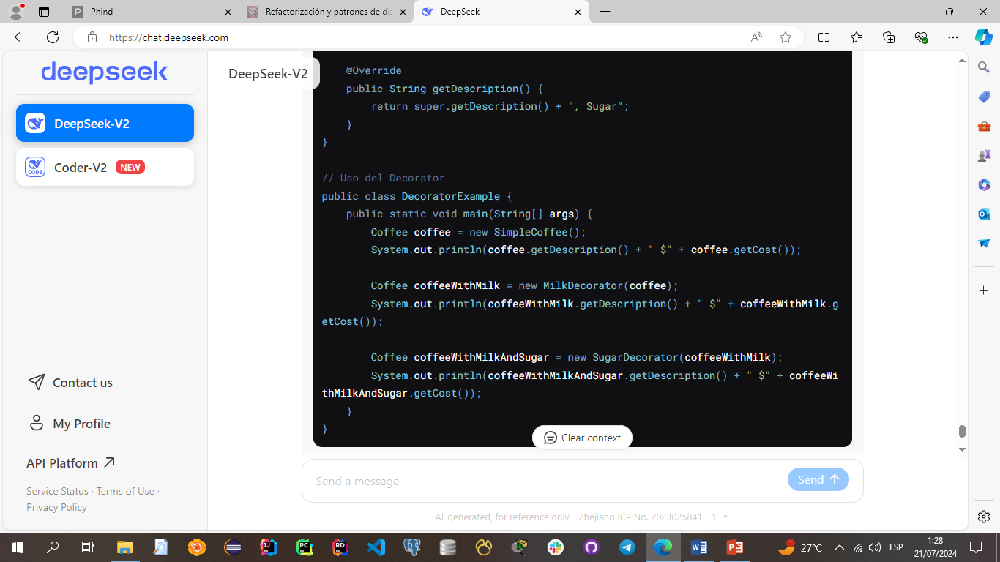 Phind
Refactorización y patrones de dis
DeepSeek
https://chat.deepseek.com
deepseek
DeepSeek-V2
Coder-V2 NEW
CODE
Contact us
My Profile
API Platform
Service Status · Terms of Use ·
Privacy Policy
DeepSeek-V2
@Override
public String getDescription() {
return super.getDescription() + ", Sugar";
}
}
// Uso del Decorator
public class DecoratorExample {
public static void main(String[] args) {
Coffee coffee = new SimpleCoffee();
System.out.println(coffee.getDescription() + " $" + coffee.getCost());
Coffee coffeeWithMilk = new MilkDecorator(coffee);
System.out.println(coffeeWithMilk.getDescription() + " $" + coffeeWithMilk.g
etCost());
Coffee coffeeWithMilkAndSugar = new SugarDecorator(coffeeWithMilk);
System.out.println(coffeeWithMilkAndSugar.getDescription() + " $" + coffeeWi
thMilkAndSugar.getCost());
}
}
Clear context
Send a message
Send
AI-generated, for reference only · Zhejiang ICP No. 2023025841 - 1
27°C
ESP
1:28
21/07/2024